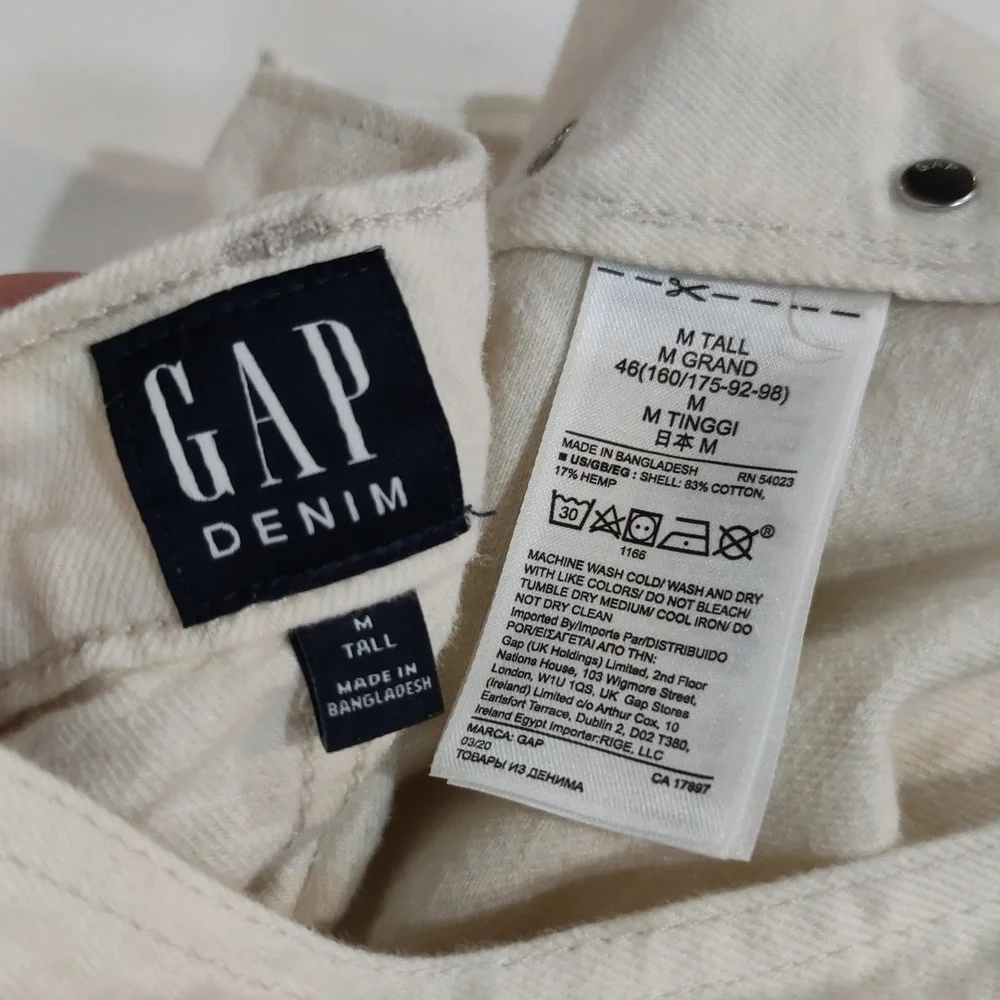 GAP
DENIM
M
TALL
MADE IN
BANGLADESH
GAP
M TALL
M GRAND
46(160/175-92-98)
M
M TINGGI
日本 M
MADE IN BANGLADESH RN 54023
■ US/GB/EG : SHELL: 83% COTTON,
17% HEMP
30
1166
®
MACHINE WASH COLD/ WASH AND DRY
WITH LIKE COLORS/ DO NOT BLEACH/
TUMBLE DRY MEDIUM/ COOL IRON/ DO
NOT DRY CLEAN
Imported By/Importe Par/DISTRIBUIDO
POR/ΕΙΣΑΓΕΤΑΙ ΑΠΟ ΤΗΝ:
Gap (UK Holdings) Limited, 2nd Floor
Nations House, 103 Wigmore Street,
London, W1U 1QS, UK Gap Stores
(Ireland) Limited c/o Arthur Cox, 10
Earlsfort Terrace, Dublin 2, D02 T380,
Ireland Egypt Importer:RIGE, LLC
MARCA: GAP
03/20 CA 17897
ТОВАРЫ ИЗ ДЕНИМА